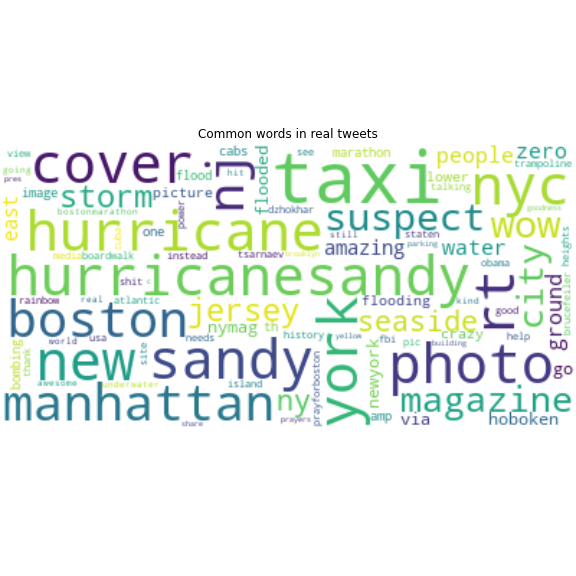 Common words in real tweets
view cover nj cabs taxi marathon people zero
going flood hit flooded see lower trampoline
pres image storm picture talking nyc
east bostonmarathon power dzhokhar suspect wow goodness
hurricane one amazing staten water city heights
cuba still parking
media boardwalk instead tsarnaev brooklyn obama ground
hurricanesandy rt brucefeiler
rainbow real shit c atlantic york flooding kind good
boston jersey seaside
nymag th history yellow fbi crazy help
bombing world usa site needs newyork pic building
thank new sandy photo go
awesome underwater island prayforboston
manhattan ny magazine
share prayers amp via hoboken